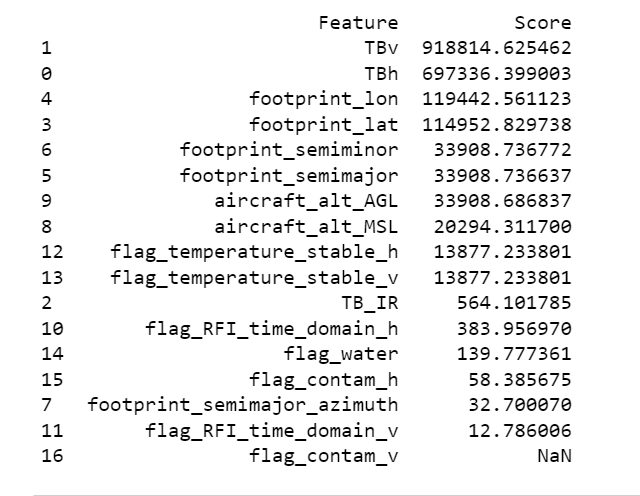 Feature Score
1 TBv 918814.625462
0 TBh 697336.399003
4 footprint_lon 119442.561123
3 footprint_lat 114952.829738
6 footprint_semiminor 33908.736772
5 footprint_semimajor 33908.736637
9 aircraft_alt_AGL 33908.686837
8 aircraft_alt_MSL 20294.311700
12 flag_temperature_stable_h 13877.233801
13 flag_temperature_stable_v 13877.233801
2 TB_IR 564.101785
10 flag_RFI_time_domain_h 383.956970
14 flag_water 139.777361
15 flag_contam_h 58.385675
7 footprint_semimajor_azimuth 32.700070
11 flag_RFI_time_domain_v 12.786006
16 flag_contam_v NaN